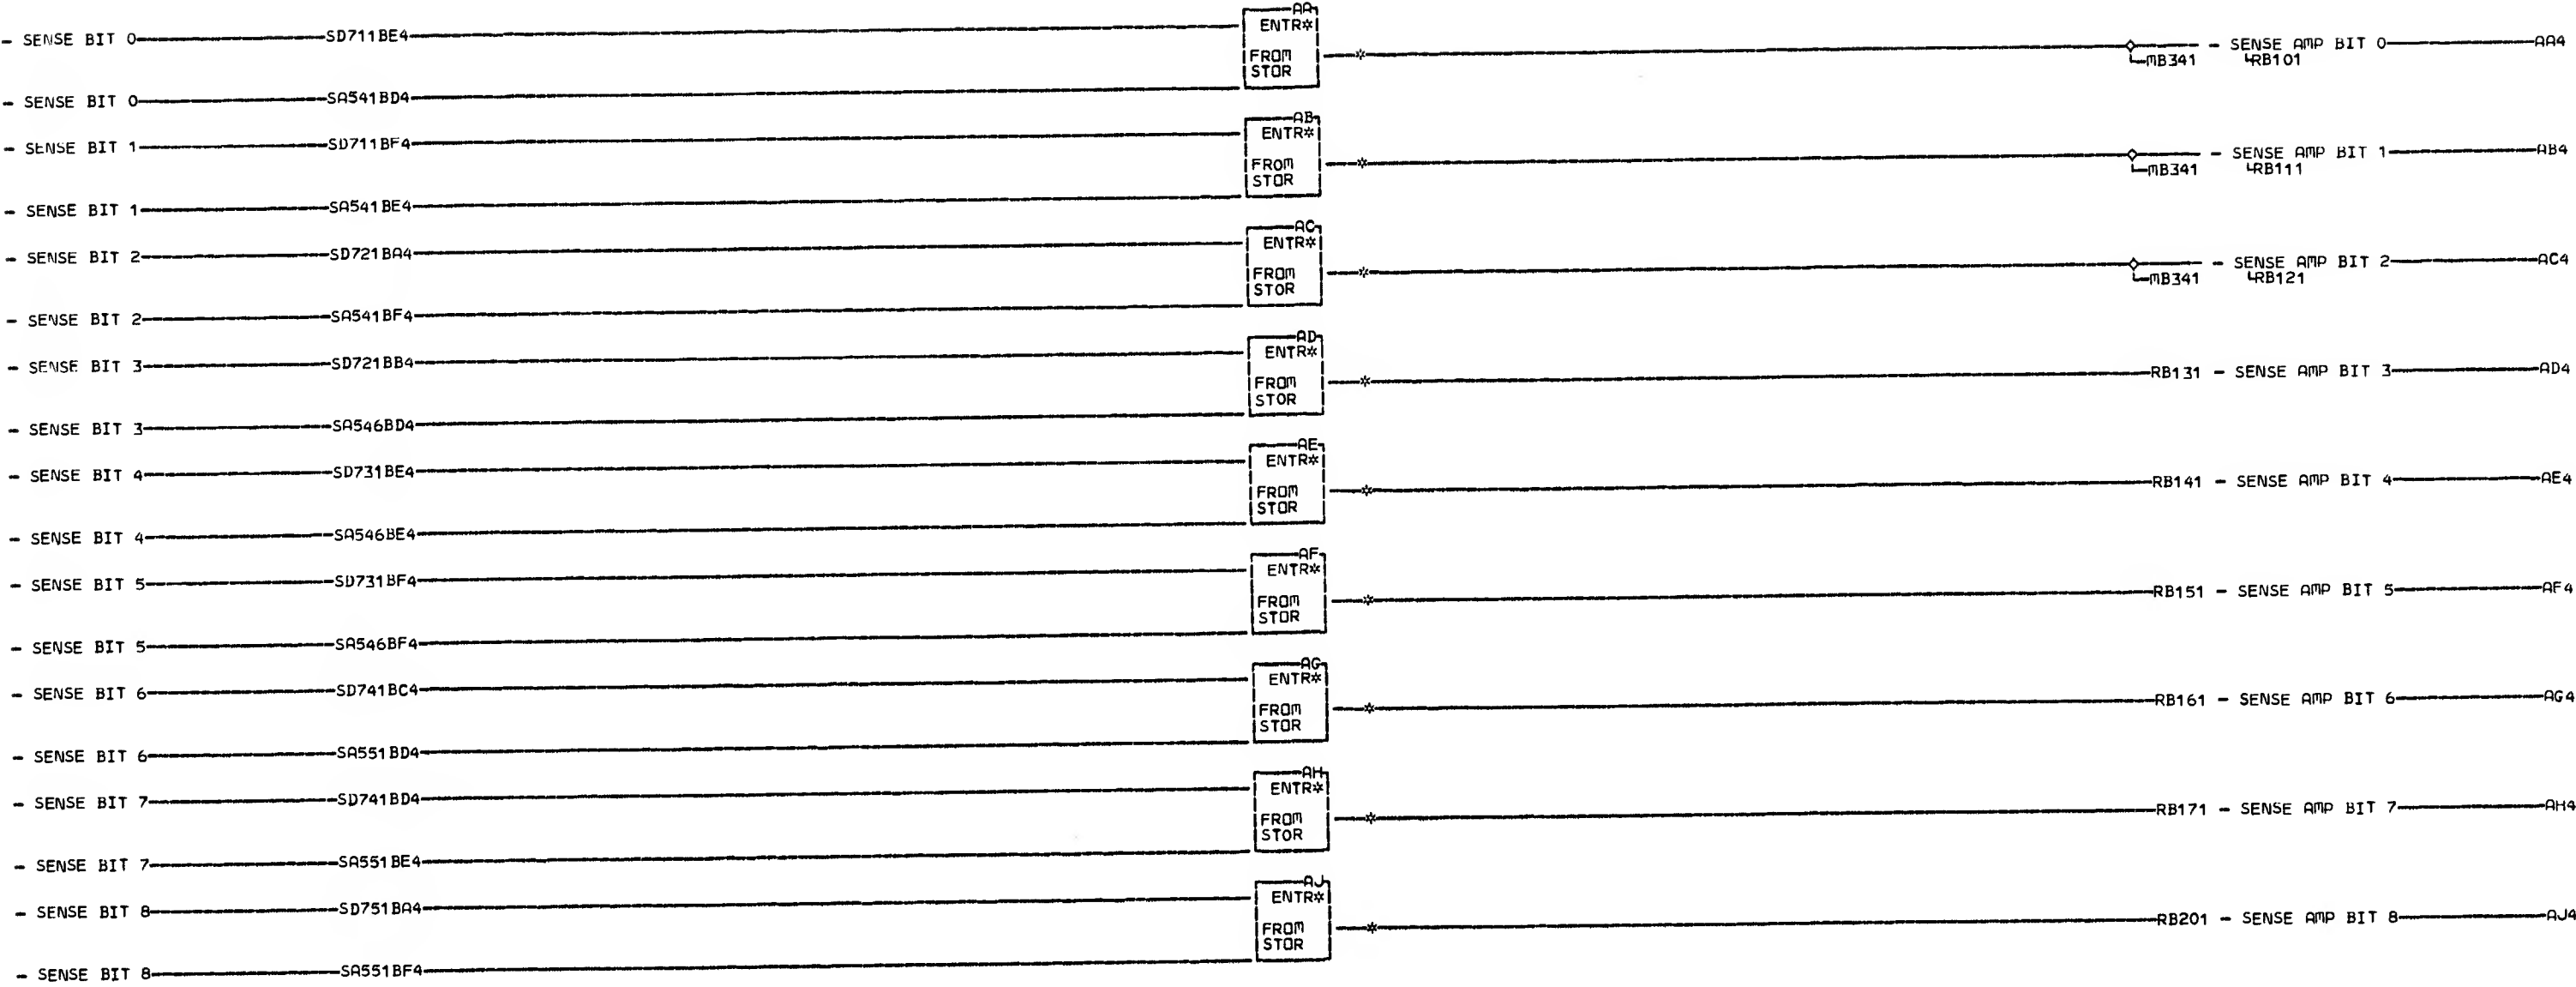 AA
ENTR*
- SENSE BIT 0 SD711BE4
FROM - SENSE AMP BIT 0 AA4
STOR MB341 RB101
- SENSE BIT 0 SA541BD4
AB
ENTR*
- SENSE BIT 1 SD711BF4
FROM - SENSE AMP BIT 1 AB4
STOR MB341 RB111
- SENSE BIT 1 SA541BE4
AC
ENTR*
- SENSE BIT 2 SD721BA4
FROM - SENSE AMP BIT 2 AC4
STOR MB341 RB121
- SENSE BIT 2 SA541BF4
AD
ENTR*
- SENSE BIT 3 SD721BB4
FROM RB131 - SENSE AMP BIT 3 AD4
STOR
- SENSE BIT 3 SA546BD4
AE
ENTR*
- SENSE BIT 4 SD731BE4
FROM RB141 - SENSE AMP BIT 4 AE4
STOR
- SENSE BIT 4 SA546BE4
AF
ENTR*
- SENSE BIT 5 SD731BF4
FROM RB151 - SENSE AMP BIT 5 AF4
STOR
- SENSE BIT 5 SA546BF4
AG
ENTR*
- SENSE BIT 6 SD741BC4
FROM RB161 - SENSE AMP BIT 6 AG4
STOR
- SENSE BIT 6 SA551BD4
AH
ENTR*
- SENSE BIT 7 SD741BD4
FROM RB171 - SENSE AMP BIT 7 AH4
STOR
- SENSE BIT 7 SA551BE4
AJ
ENTR*
- SENSE BIT 8 SD751BA4
FROM RB201 - SENSE AMP BIT 8 AJ4
STOR
- SENSE BIT 8 SA551BF4